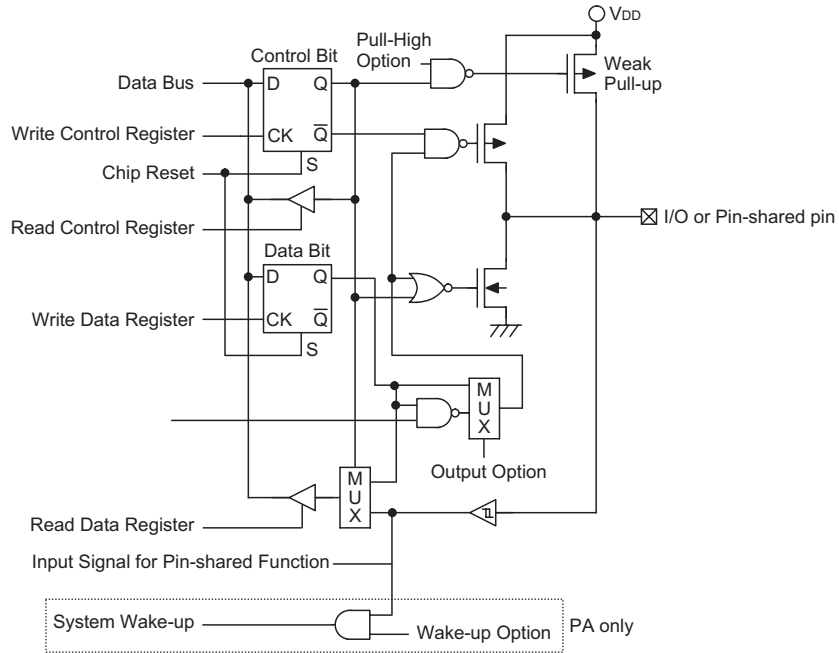 VDD
Pull-High
Option
Control Bit
Weak
Pull-up
Data Bus
D
Q
Write Control Register
CK
Q
Chip Reset
S
I/O or Pin-shared pin
Read Control Register
Data Bit
D
Q
Write Data Register
CK
Q
S
M
U
X
Output Option
M
U
X
Read Data Register
Input Signal for Pin-shared Function
System Wake-up
Wake-up Option
PA only